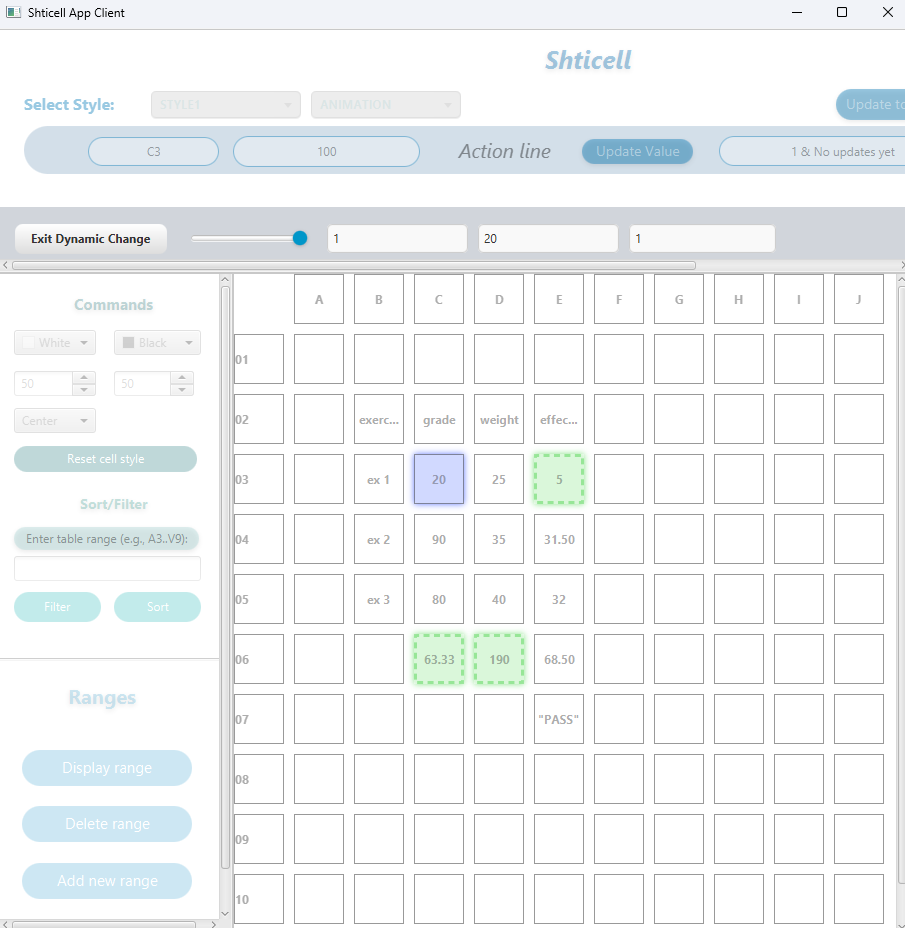 Shticell App Client
Shticell
Select Style: STYLE1 ANIMATION Update to
C3 100 Action line Update Value 1 & No updates yet
Exit Dynamic Change 1 20 1
Commands
White Black
50 50
Center
Reset cell style
Sort/Filter
Enter table range (e.g., A3..V9):
Filter Sort
Ranges
Display range
Delete range
Add new range
A B C D E F G H I J
01
02 exerc... grade weight effec...
03 ex 1 20 25 5
04 ex 2 90 35 31.50
05 ex 3 80 40 32
06 63.33 190 68.50
07 "PASS"
08
09
10